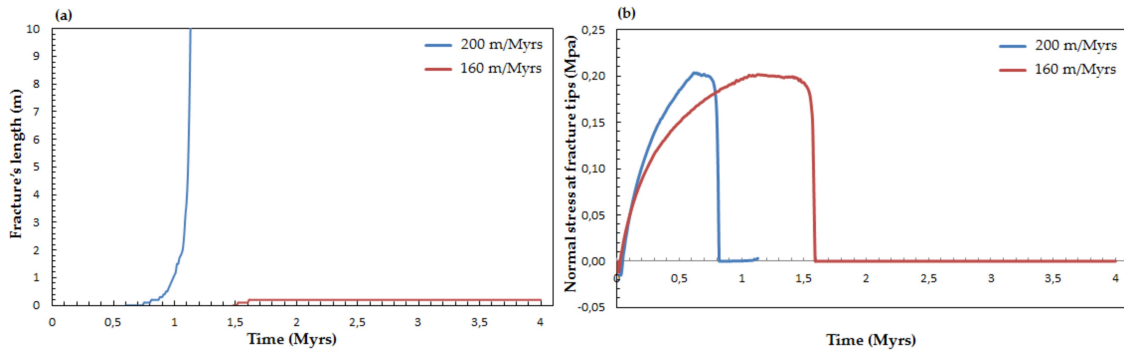 (a)
10
9
8
7
6
5
4
3
2
1
0
Fracture's length (m)
200 m/Myrs
160 m/Myrs
0 0,5 1 1,5 2 2,5 3 3,5 4
Time (Myrs)
(b)
0,25
0,20
0,15
0,10
0,05
0,00
-0,05
Normal stress at fracture tips (Mpa)
200 m/Myrs
160 m/Myrs
0 0,5 1 1,5 2 2,5 3 3,5 4
Time (Myrs)